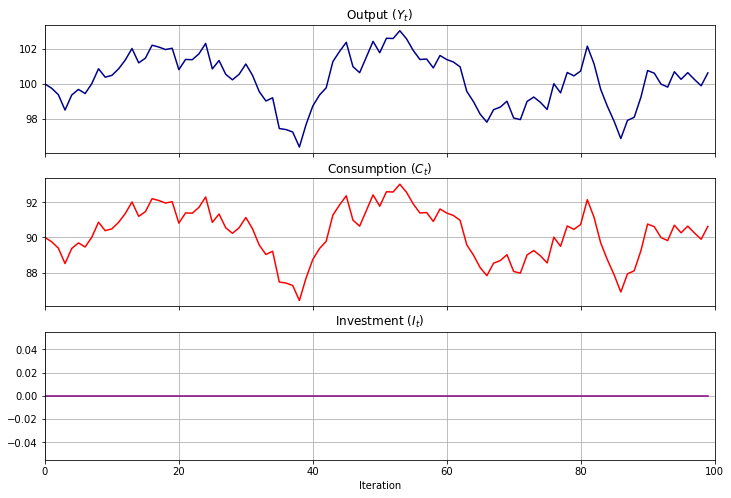 Output (Y_t)
102
100
98
Consumption (C_t)
92
90
88
Investment (I_t)
0.04
0.02
0.00
−0.02
−0.04
0 20 40 60 80 100
Iteration